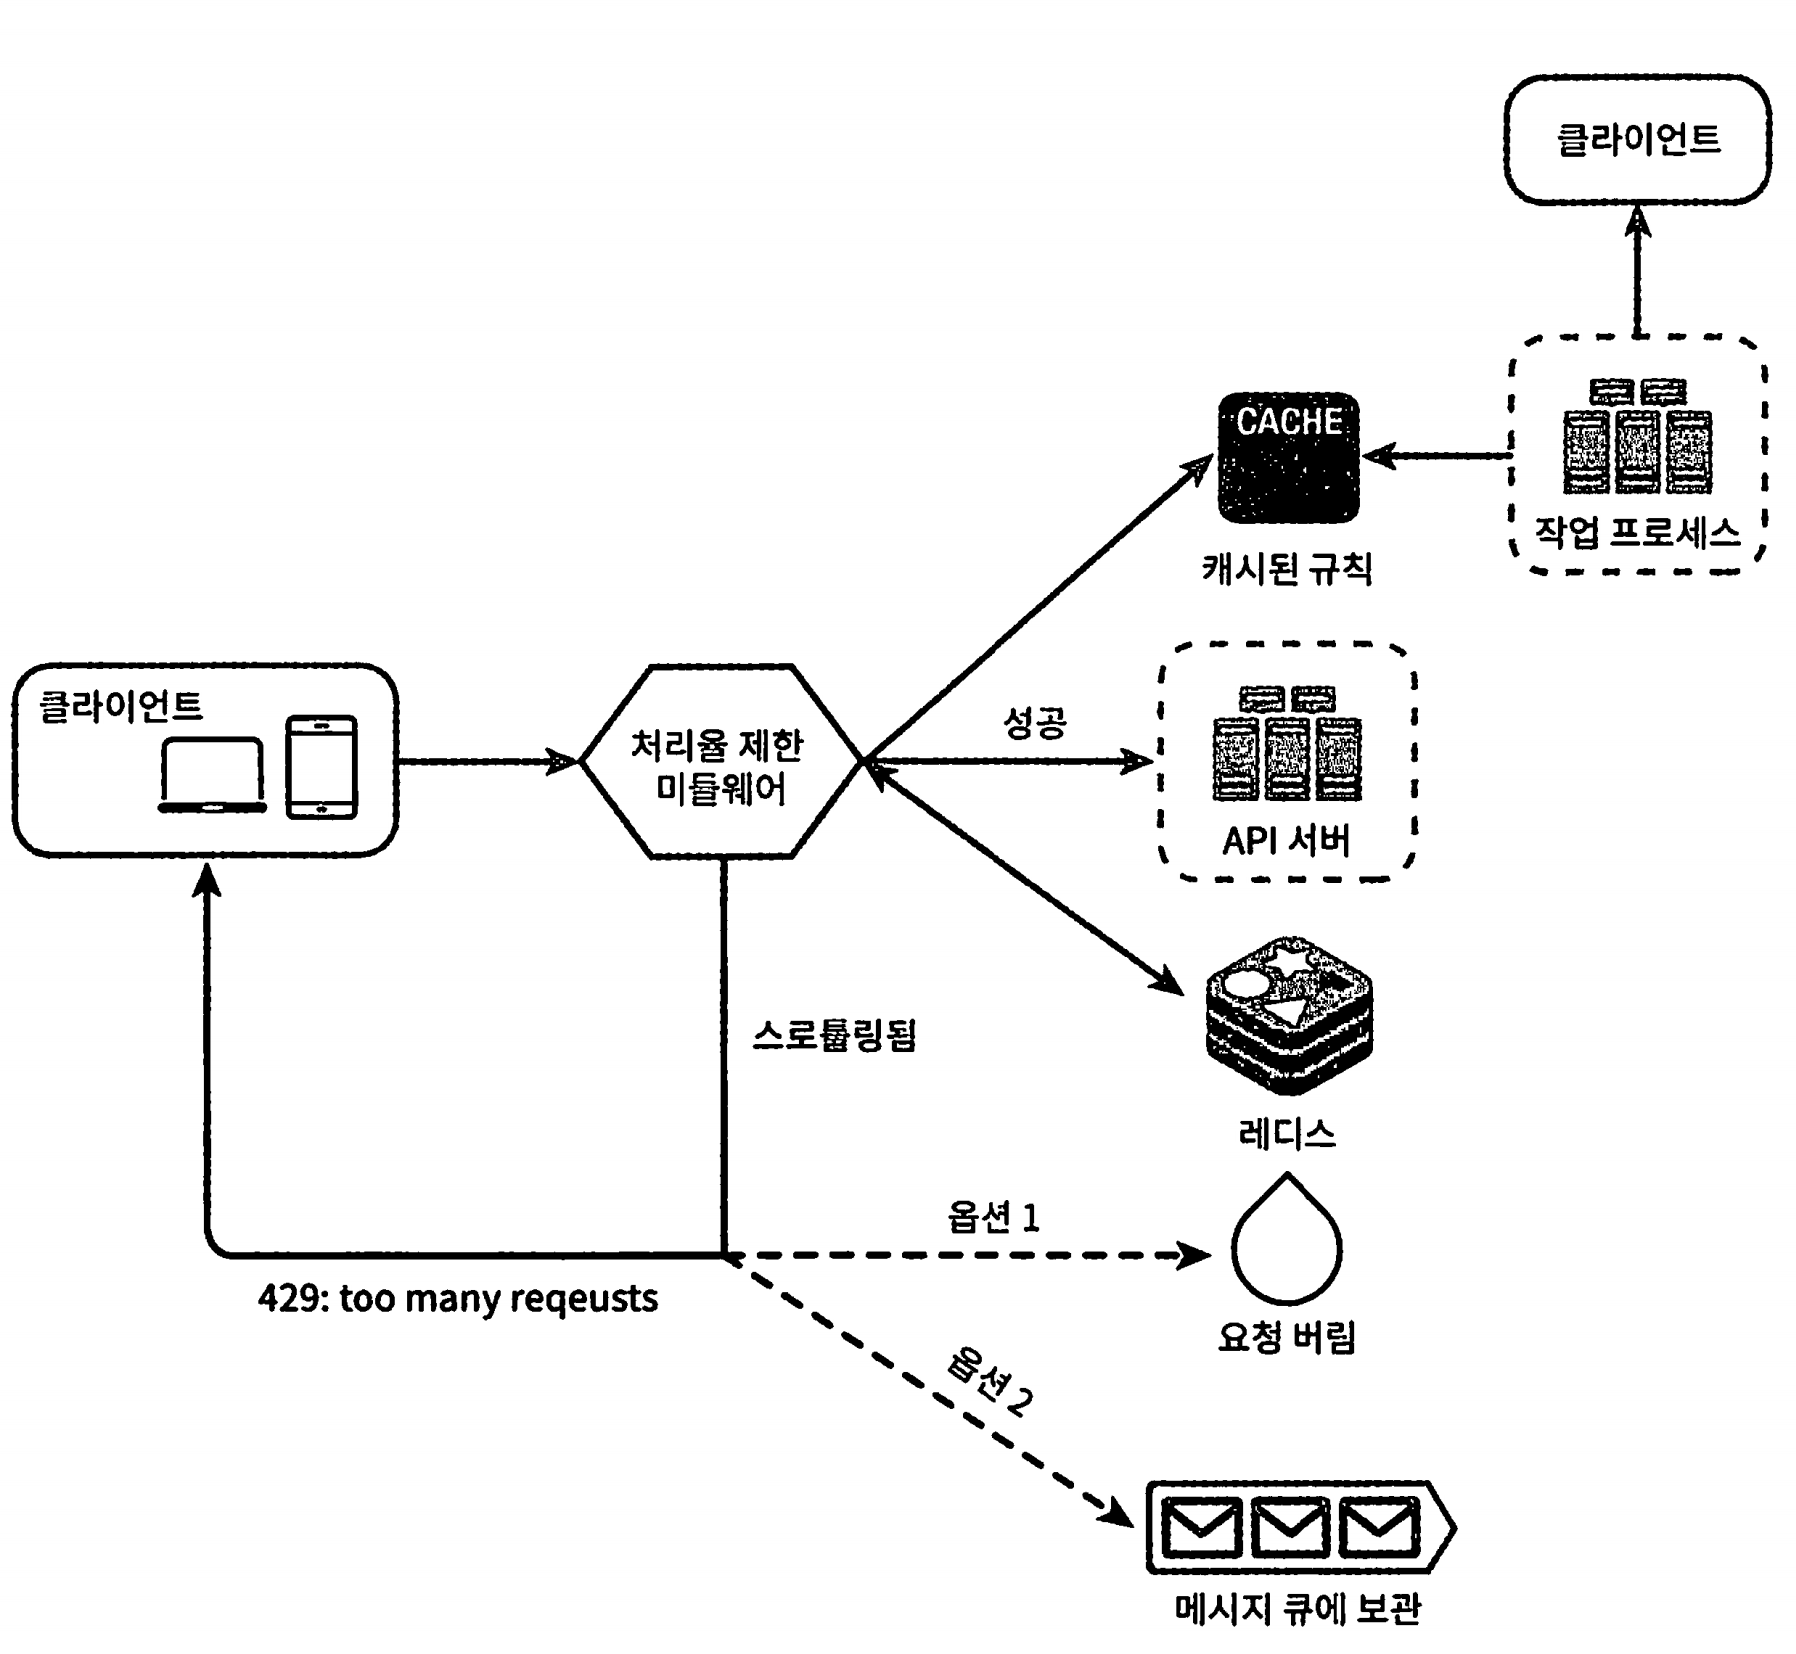 클라이언트
CACHE
작업 프로세스
캐시된 규칙
클라이언트
처리율 제한
미들웨어
성공
API 서버
스로틀링됨
레디스
옵션 1
429: too many reqeusts
요청 버림
옵션 2
메시지 큐에 보관